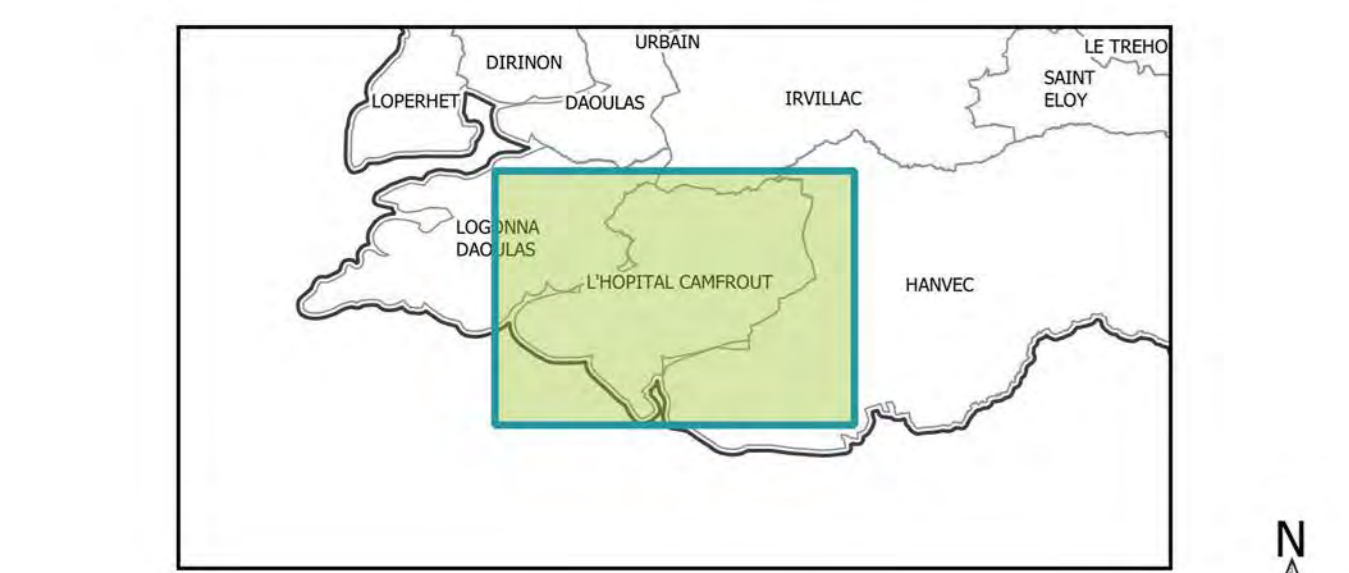 URBAIN
LE TREHO
DIRINON
SAINT
ELOY
LOPERHET
DAOULAS
IRVILLAC
LOGONNA
DAOULAS
L'HOPITAL CAMFROUT
HANVEC
N